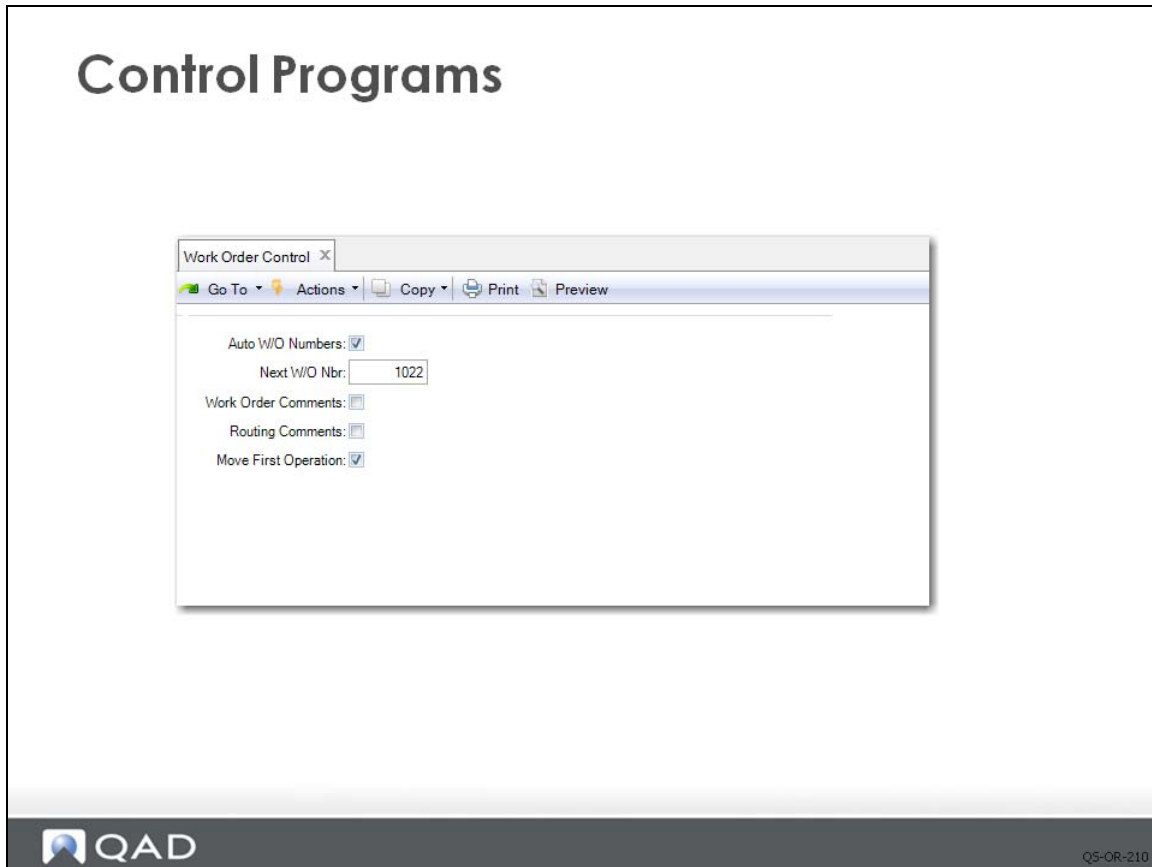 Control Programs
Work Order Control X
Go To Actions Copy Print Preview
Auto W/O Numbers:
Next W/O Nbr: 1022
Work Order Comments:
Routing Comments:
Move First Operation:
QAD
QS-OR-210